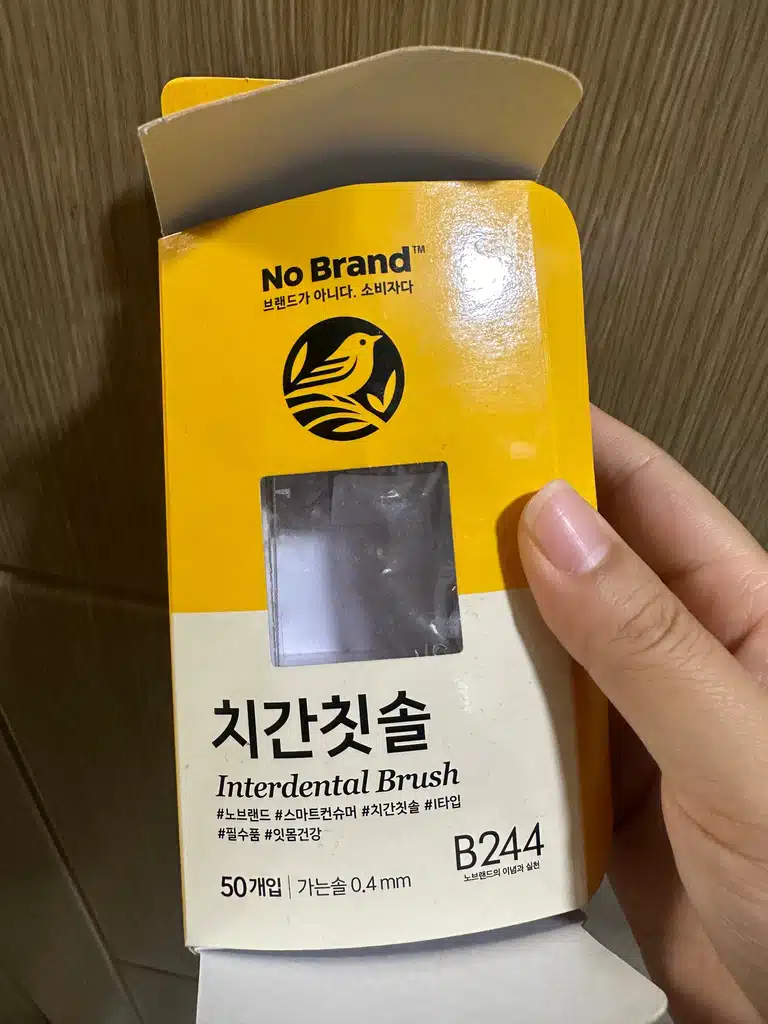 No Brand™
브랜드가 아니다. 소비자다
치간칫솔
Interdental Brush
#노브랜드 #스마트컨슈머 #치간칫솔 #I타입
#필수품 #잇몸건강
B244
노브랜드의 이념과 실천
50개입 | 가는솔 0.4 mm